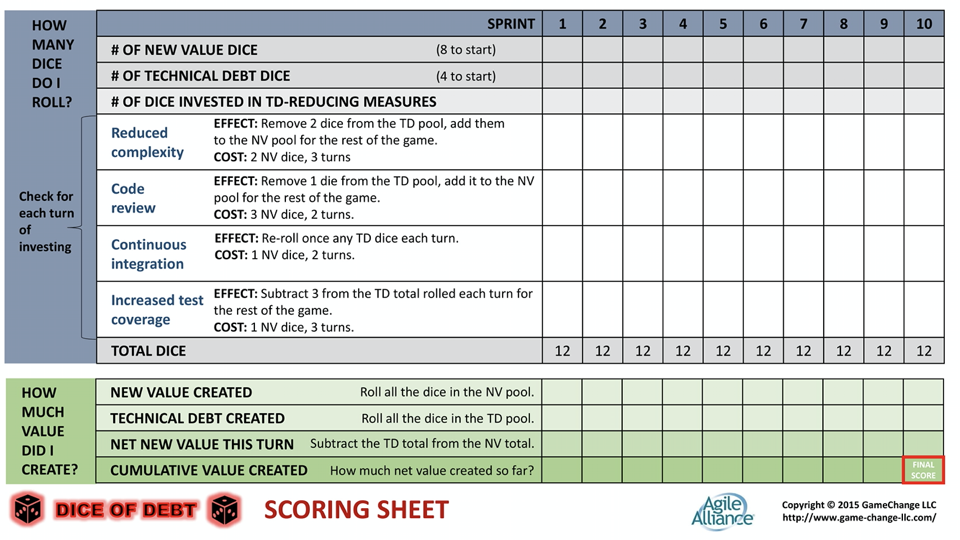 HOW
MANY
DICE
DO I
ROLL?
SPRINT 1 2 3 4 5 6 7 8 9 10
# OF NEW VALUE DICE (8 to start)
# OF TECHNICAL DEBT DICE (4 to start)
# OF DICE INVESTED IN TD-REDUCING MEASURES
Check for
each turn
of
investing
Reduced
complexity
EFFECT: Remove 2 dice from the TD pool, add them
to the NV pool for the rest of the game.
COST: 2 NV dice, 3 turns
Code
review
EFFECT: Remove 1 die from the TD pool, add it to the NV
pool for the rest of the game.
COST: 3 NV dice, 2 turns.
Continuous
integration
EFFECT: Re-roll once any TD dice each turn.
COST: 1 NV dice, 2 turns.
Increased test
coverage
EFFECT: Subtract 3 from the TD total rolled each turn for
the rest of the game.
COST: 1 NV dice, 3 turns.
TOTAL DICE 12 12 12 12 12 12 12 12 12 12
HOW
MUCH
VALUE
DID I
CREATE?
NEW VALUE CREATED Roll all the dice in the NV pool.
TECHNICAL DEBT CREATED Roll all the dice in the TD pool.
NET NEW VALUE THIS TURN Subtract the TD total from the NV total.
CUMULATIVE VALUE CREATED How much net value created so far?
FINAL
SCORE
DICE OF DEBT
SCORING SHEET
Agile
Alliance
Copyright © 2015 GameChange LLC
http://www.game-change-llc.com/